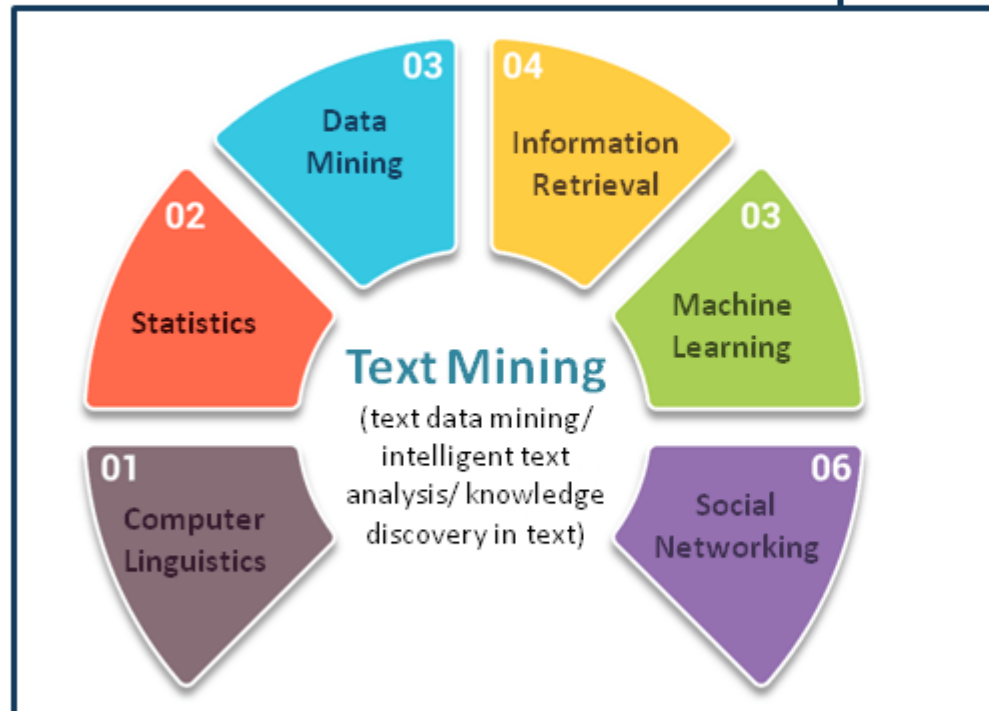 01
Computer
Linguistics
02
Statistics
03
Data
Mining
04
Information
Retrieval
03
Machine
Learning
06
Social
Networking
Text Mining
(text data mining/
intelligent text
analysis/ knowledge
discovery in text)